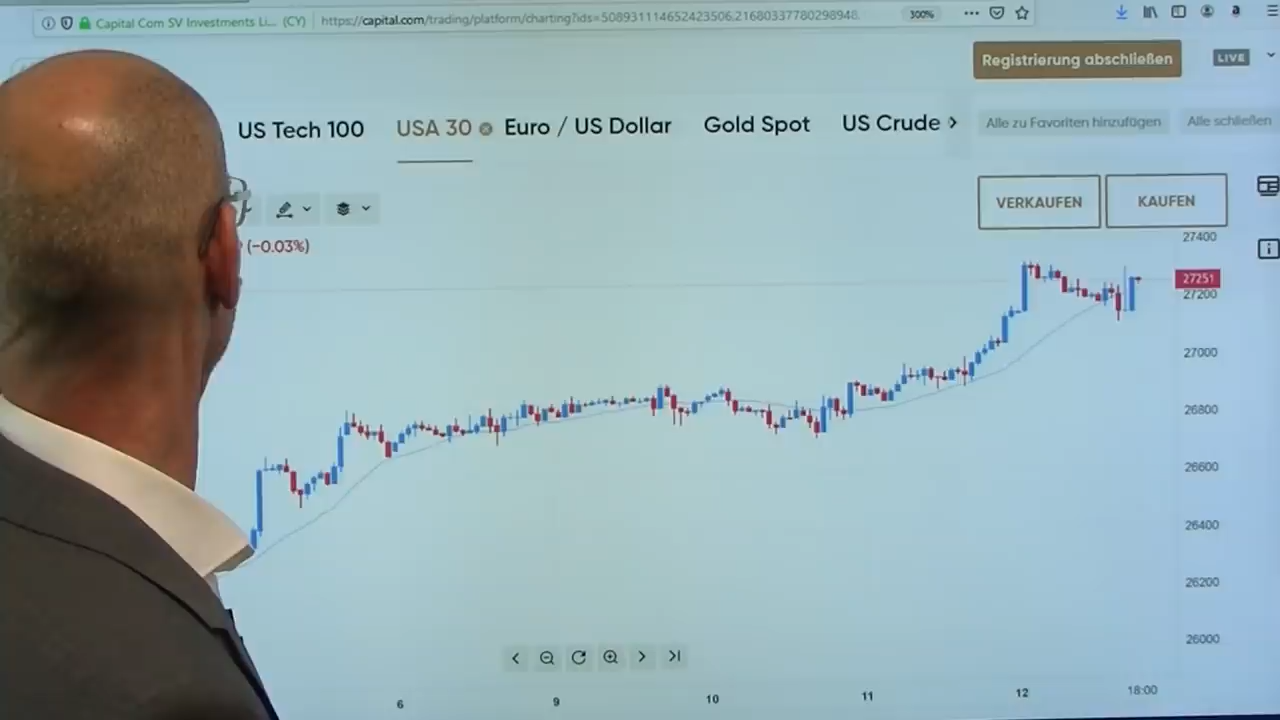 Capital Com SV Investments Li... (CY) https://capital.com/trading/platform/charting?ids=508931114652423506,21680337780298948 300%
Registrierung abschließen LIVE
US Tech 100 USA 30 Euro / US Dollar Gold Spot US Crude Alle zu Favoriten hinzufügen Alle schließen
VERKAUFEN KAUFEN
(−0.03%)
27400
27251
27200
27000
26800
26600
26400
26200
26000
6 9 10 11 12 18:00